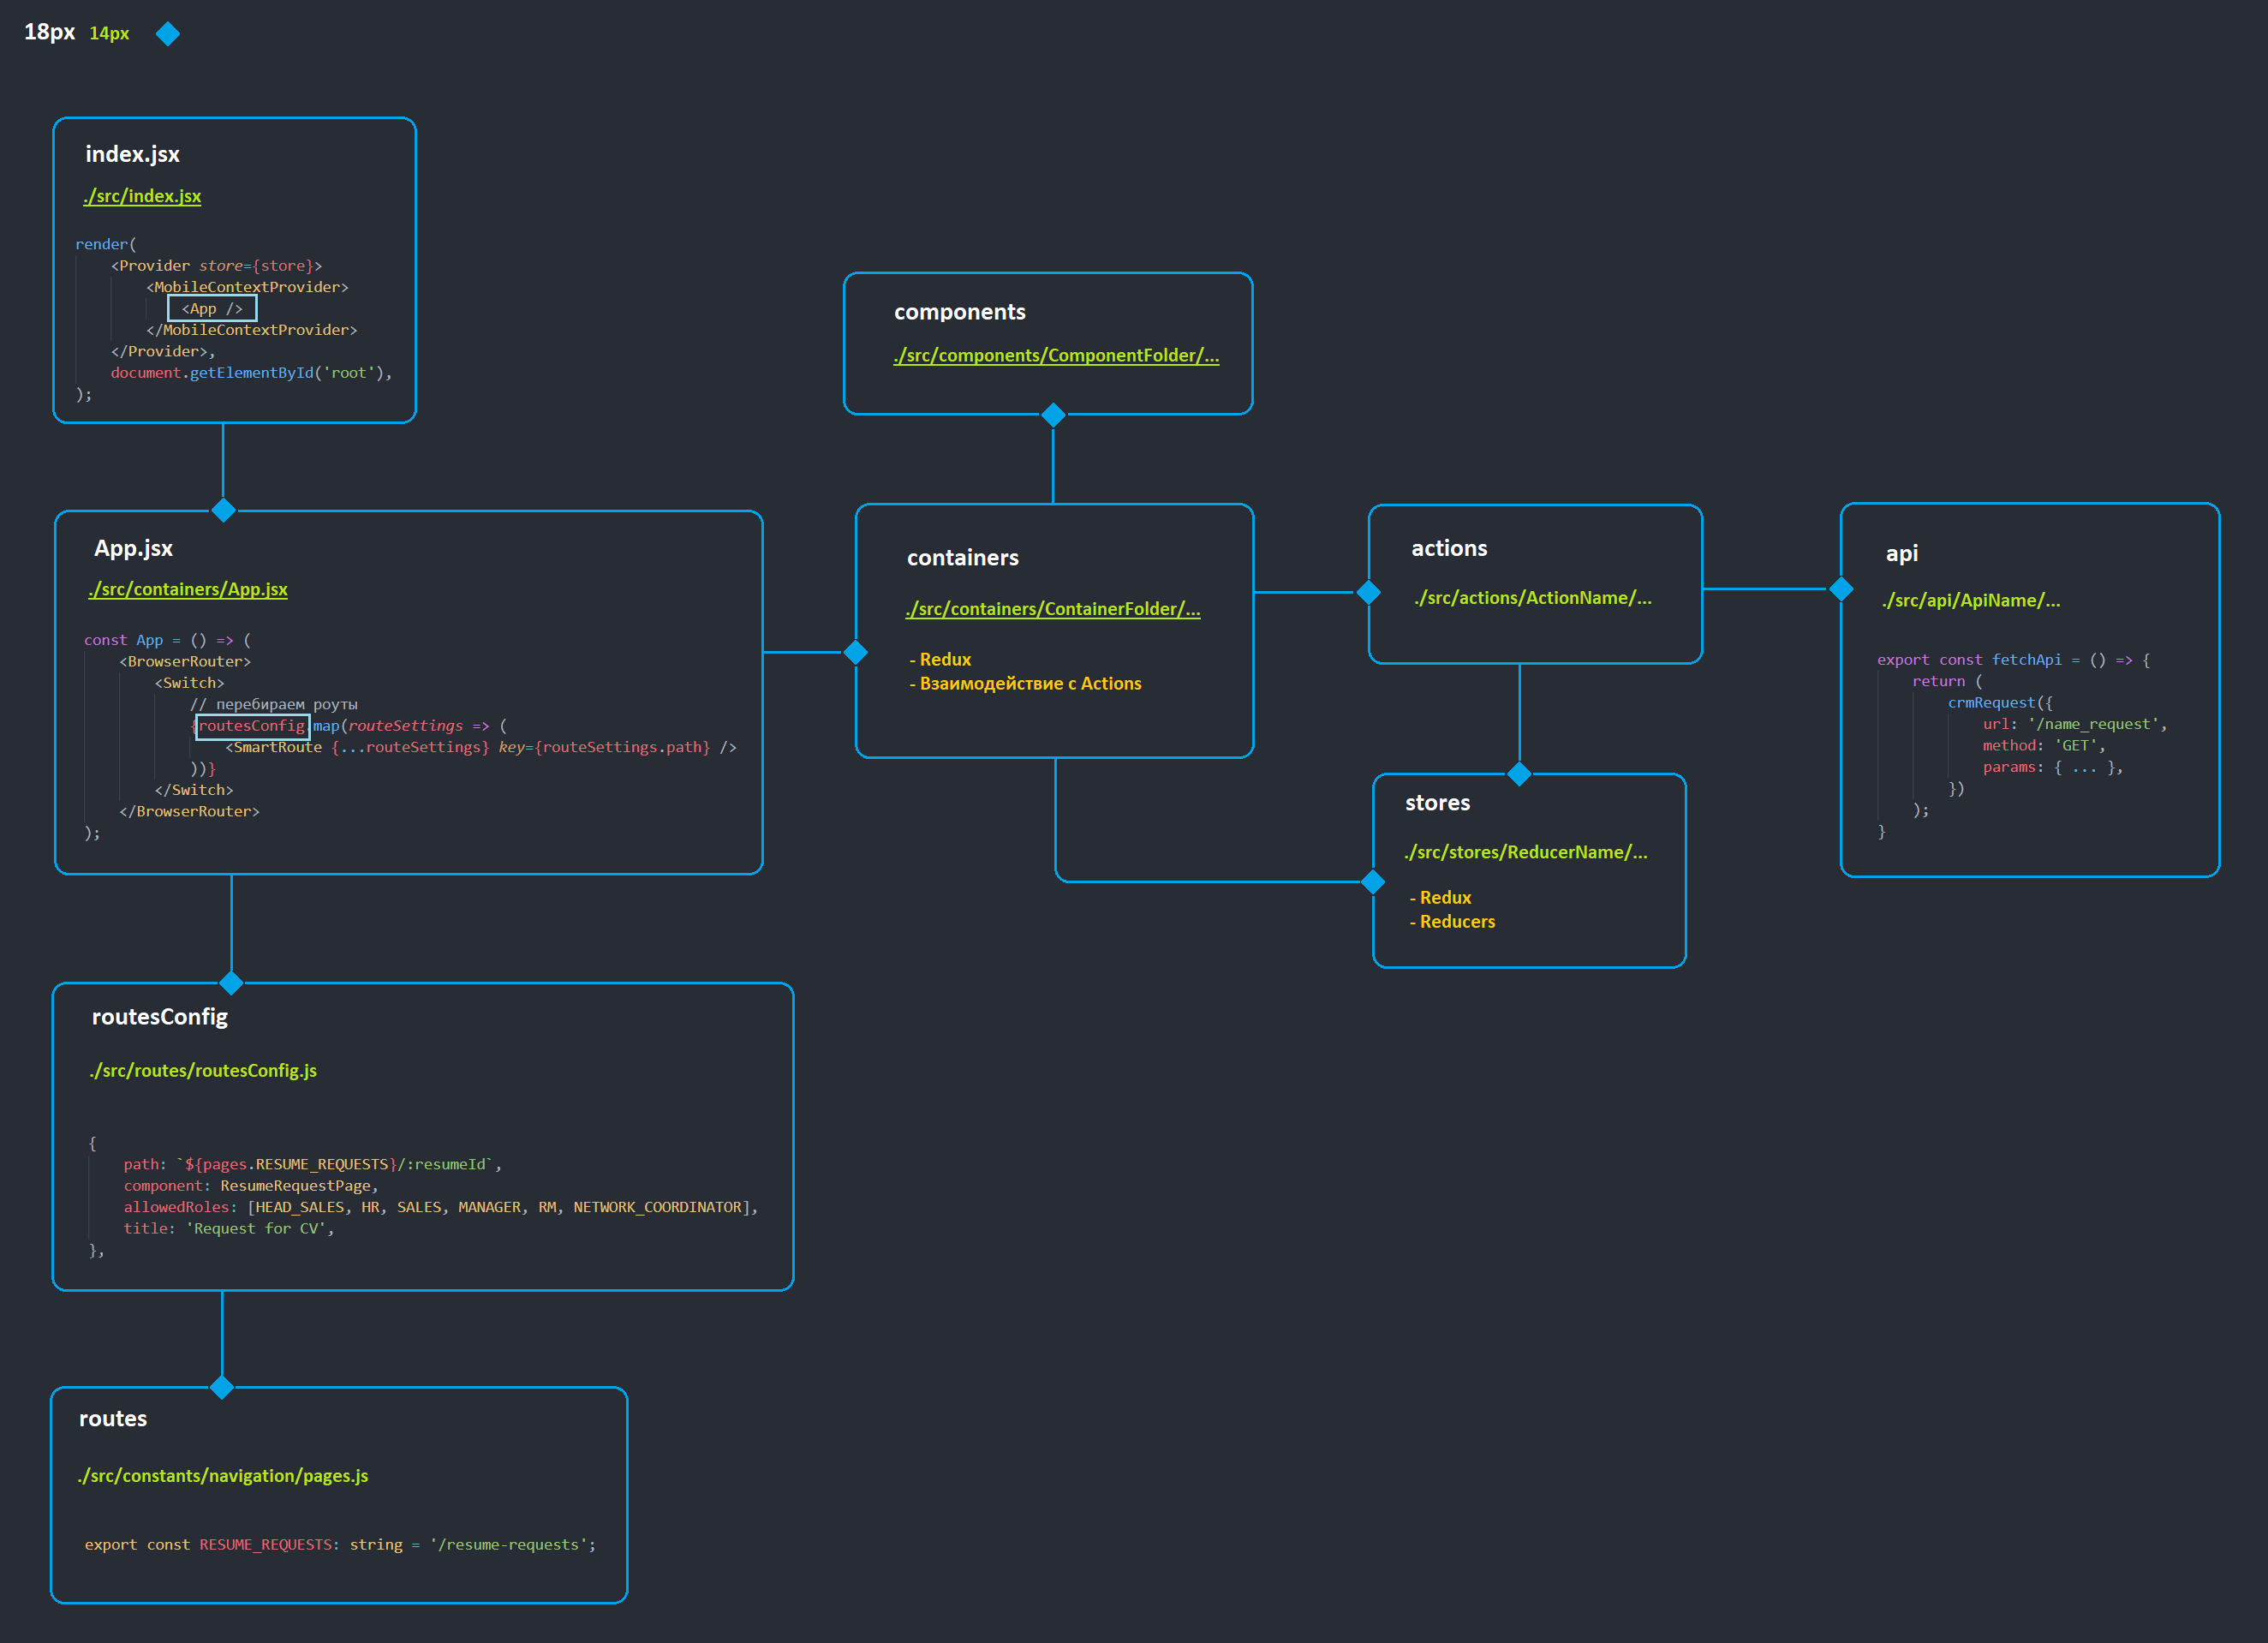 18px 14px
index.jsx
./src/index.jsx
render(
<Provider store={store}>
<MobileContextProvider>
<App />
</MobileContextProvider>
</Provider>,
document.getElementById('root'),
);
App.jsx
./src/containers/App.jsx
const App = () => (
<BrowserRouter>
<Switch>
// перебираем роуты
{routesConfig.map(routeSettings => (
<SmartRoute {...routeSettings} key={routeSettings.path} />
))}
</Switch>
</BrowserRouter>
);
routesConfig
./src/routes/routesConfig.js
{
path: `${pages.RESUME_REQUESTS}/:resumeId`,
component: ResumeRequestPage,
allowedRoles: [HEAD_SALES, HR, SALES, MANAGER, RM, NETWORK_COORDINATOR],
title: 'Request for CV',
},
routes
./src/constants/navigation/pages.js
export const RESUME_REQUESTS: string = '/resume-requests';
components
./src/components/ComponentFolder/...
containers
./src/containers/ContainerFolder/...
- Redux
- Взаимодействие с Actions
actions
./src/actions/ActionName/...
stores
./src/stores/ReducerName/...
- Redux
- Reducers
api
./src/api/ApiName/...
export const fetchApi = () => {
return (
crmRequest({
url: '/name_request',
method: 'GET',
params: { ... },
})
);
}